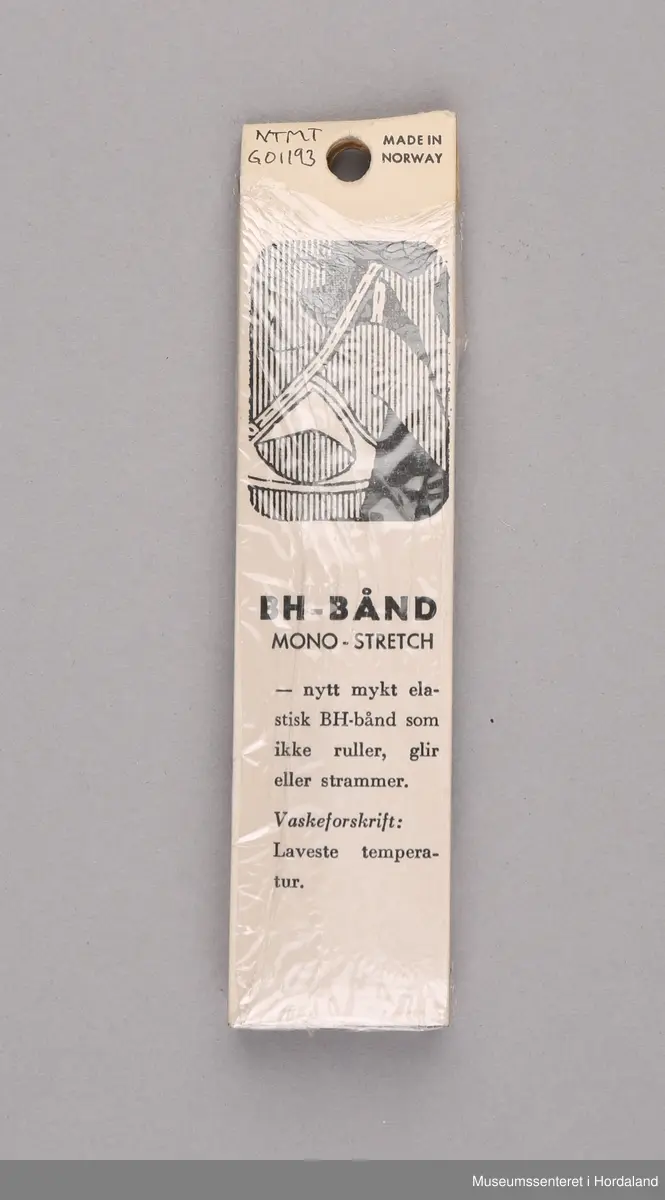 NTMT
G01193
MADE IN
NORWAY
BH-BÅND
MONO-STRETCH
— nytt mykt ela-
stisk BH-bånd som
ikke ruller, glir
eller strammer.
Vaskeforskrift:
Laveste tempera-
tur.
Museumssenteret i Hordaland